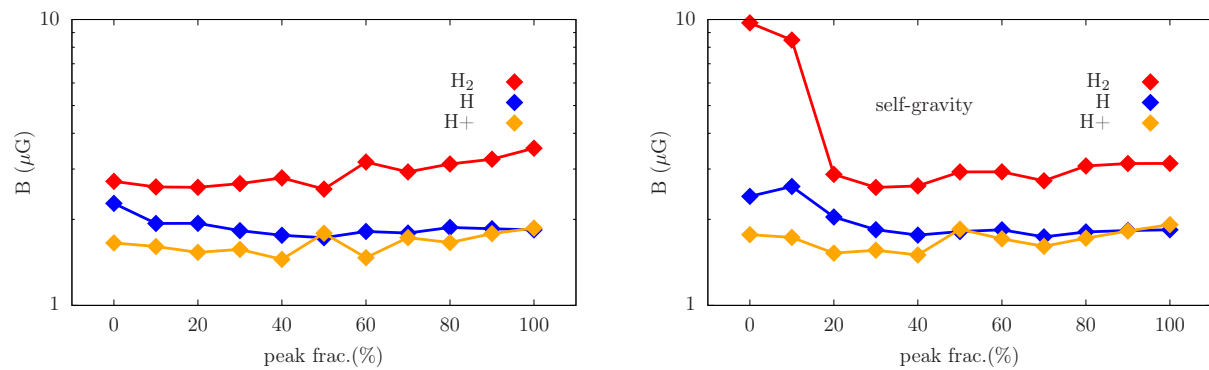 10
1
B (μG)
0 20 40 60 80 100
peak frac.(%)
H₂
H
H+
10
1
B (μG)
0 20 40 60 80 100
peak frac.(%)
self-gravity
H₂
H
H+